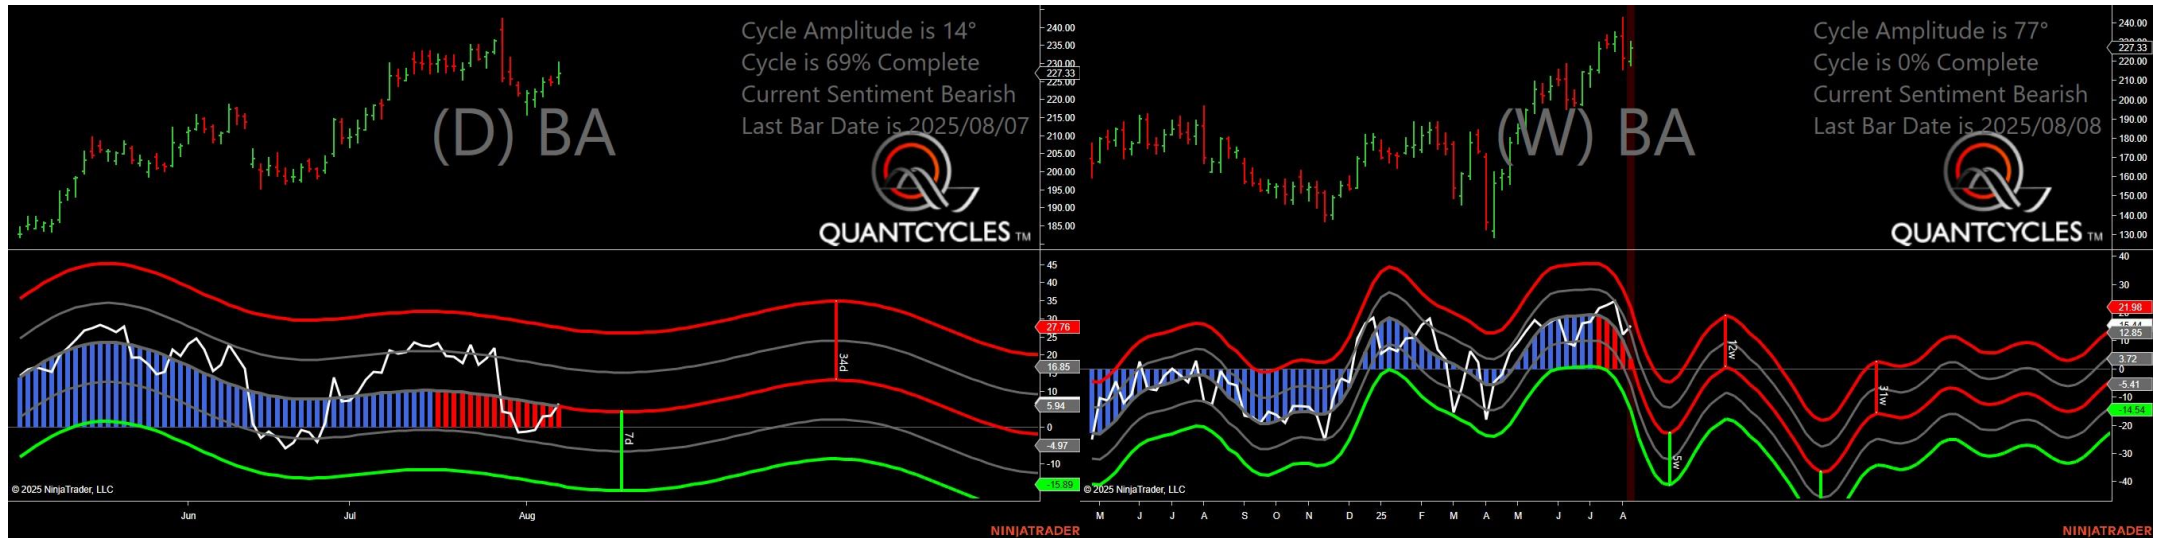 Cycle Amplitude is 14°
Cycle is 69% Complete
Current Sentiment Bearish
Last Bar Date is 2025/08/07
(D) BA
QUANTCYCLES TM
240.00
235.00
230.00
227.33
225.00
220.00
215.00
210.00
205.00
200.00
195.00
190.00
185.00
45
40
35
30
27.76
25
20
16.85
15
10
5.94
0
-4.97
-10
-15.89
34d
7d
© 2025 NinjaTrader, LLC
Jun Jul Aug
NINJATRADER
Cycle Amplitude is 77°
Cycle is 0% Complete
Current Sentiment Bearish
Last Bar Date is 2025/08/08
(W) BA
QUANTCYCLES TM
240.00
227.33
220.00
210.00
200.00
190.00
180.00
170.00
160.00
150.00
140.00
130.00
40
30
21.98
12.85
3.72
0
-5.41
-10
-14.54
-20
-30
-40
12w
5w
31w
© 2025 NinjaTrader, LLC
M J J A S O N D 25 F M A M J J A
NINJATRADER